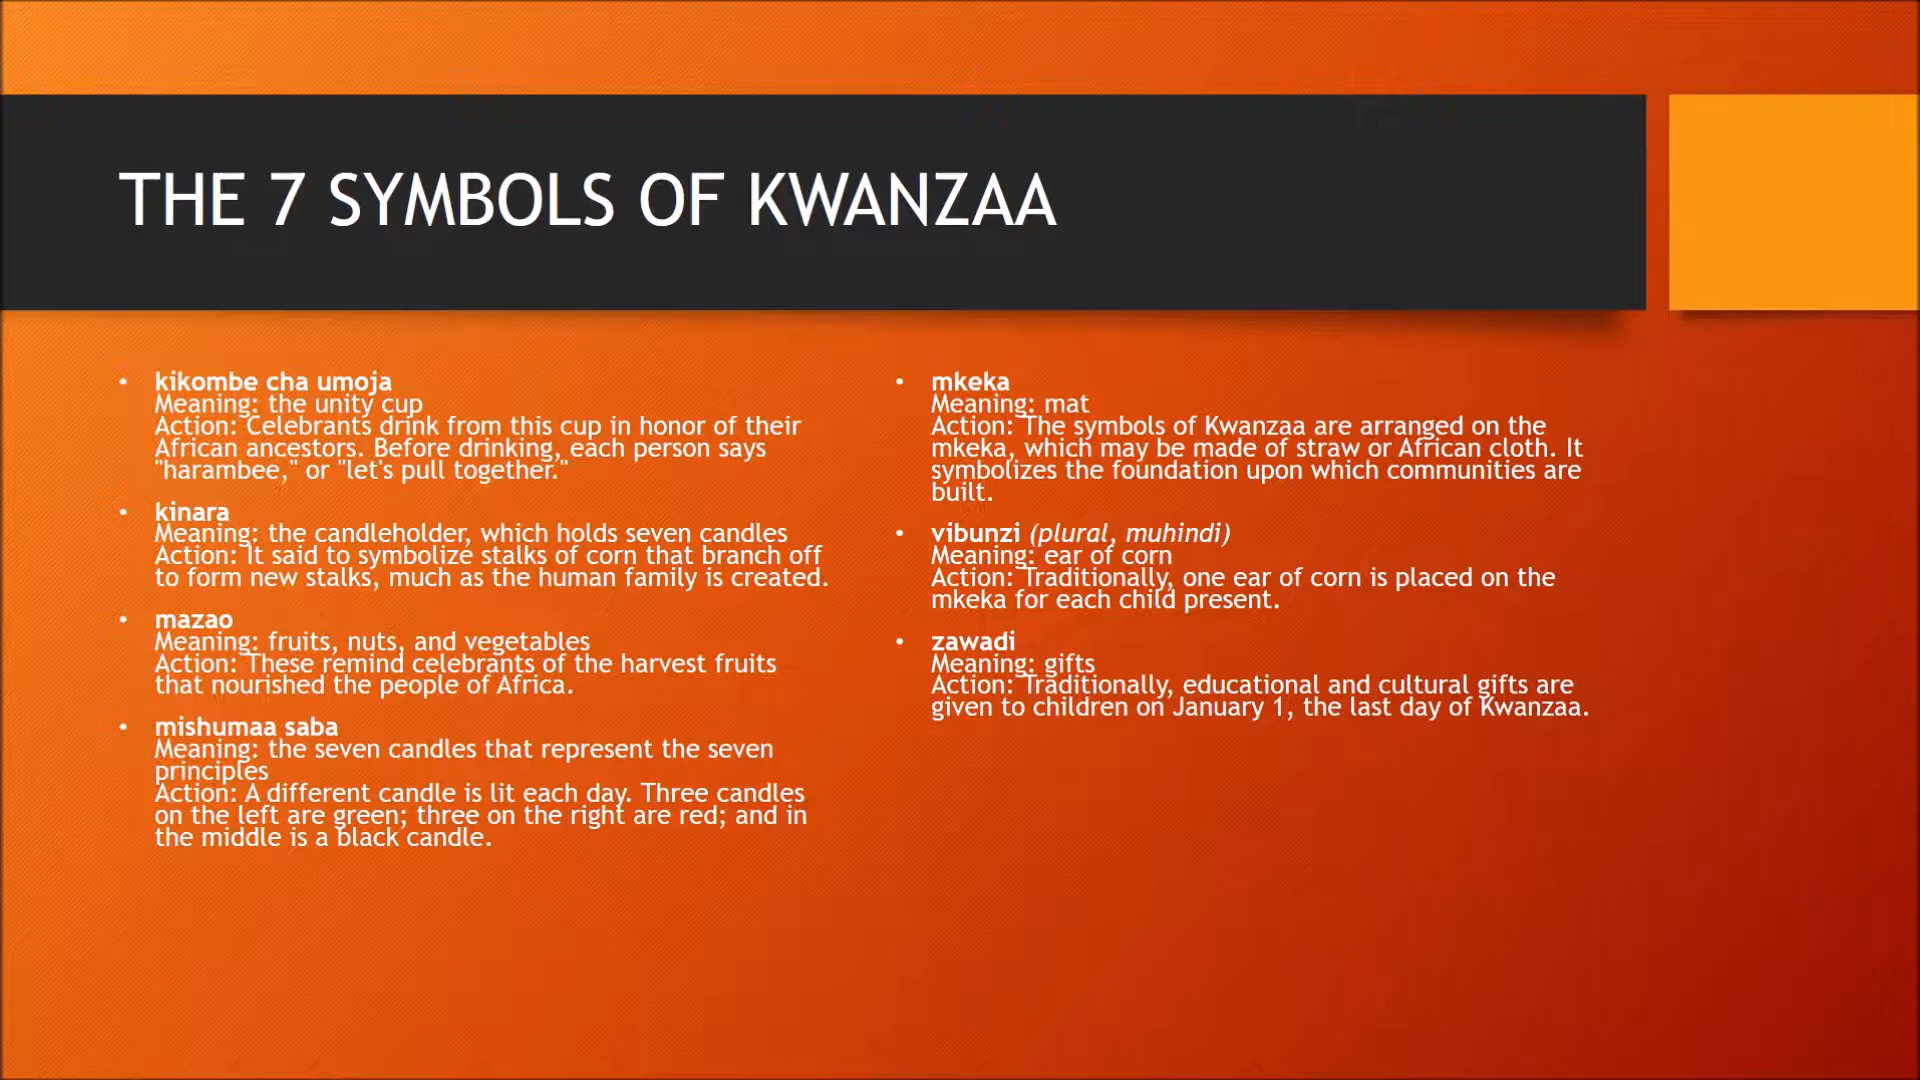 THE 7 SYMBOLS OF KWANZAA
• kikombe cha umoja
Meaning: the unity cup
Action: Celebrants drink from this cup in honor of their
African ancestors. Before drinking, each person says
"harambee," or "let's pull together."
• kinara
Meaning: the candleholder, which holds seven candles
Action: It said to symbolize stalks of corn that branch off
to form new stalks, much as the human family is created.
• mazao
Meaning: fruits, nuts, and vegetables
Action: These remind celebrants of the harvest fruits
that nourished the people of Africa.
• mishumaa saba
Meaning: the seven candles that represent the seven
principles
Action: A different candle is lit each day. Three candles
on the left are green; three on the right are red; and in
the middle is a black candle.
• mkeka
Meaning: mat
Action: The symbols of Kwanzaa are arranged on the
mkeka, which may be made of straw or African cloth. It
symbolizes the foundation upon which communities are
built.
• vibunzi (plural, muhindi)
Meaning: ear of corn
Action: Traditionally, one ear of corn is placed on the
mkeka for each child present.
• zawadi
Meaning: gifts
Action: Traditionally, educational and cultural gifts are
given to children on January 1, the last day of Kwanzaa.